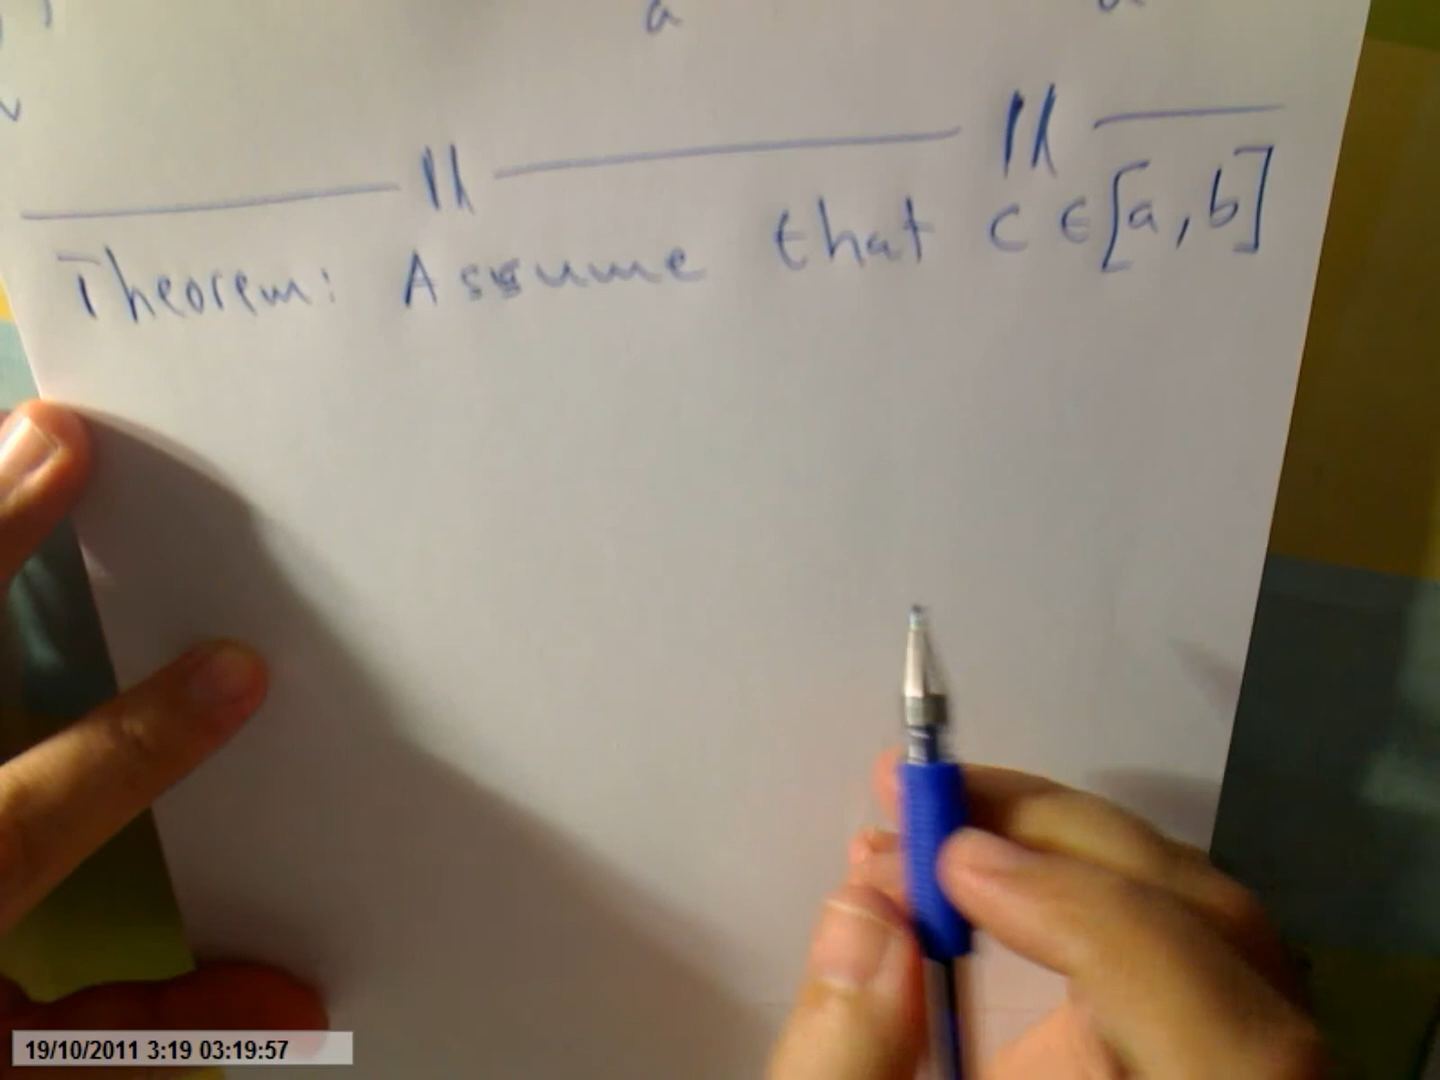 a
Theorem: Assume that c ∈ [a, b]
19/10/2011 3:19 03:19:57